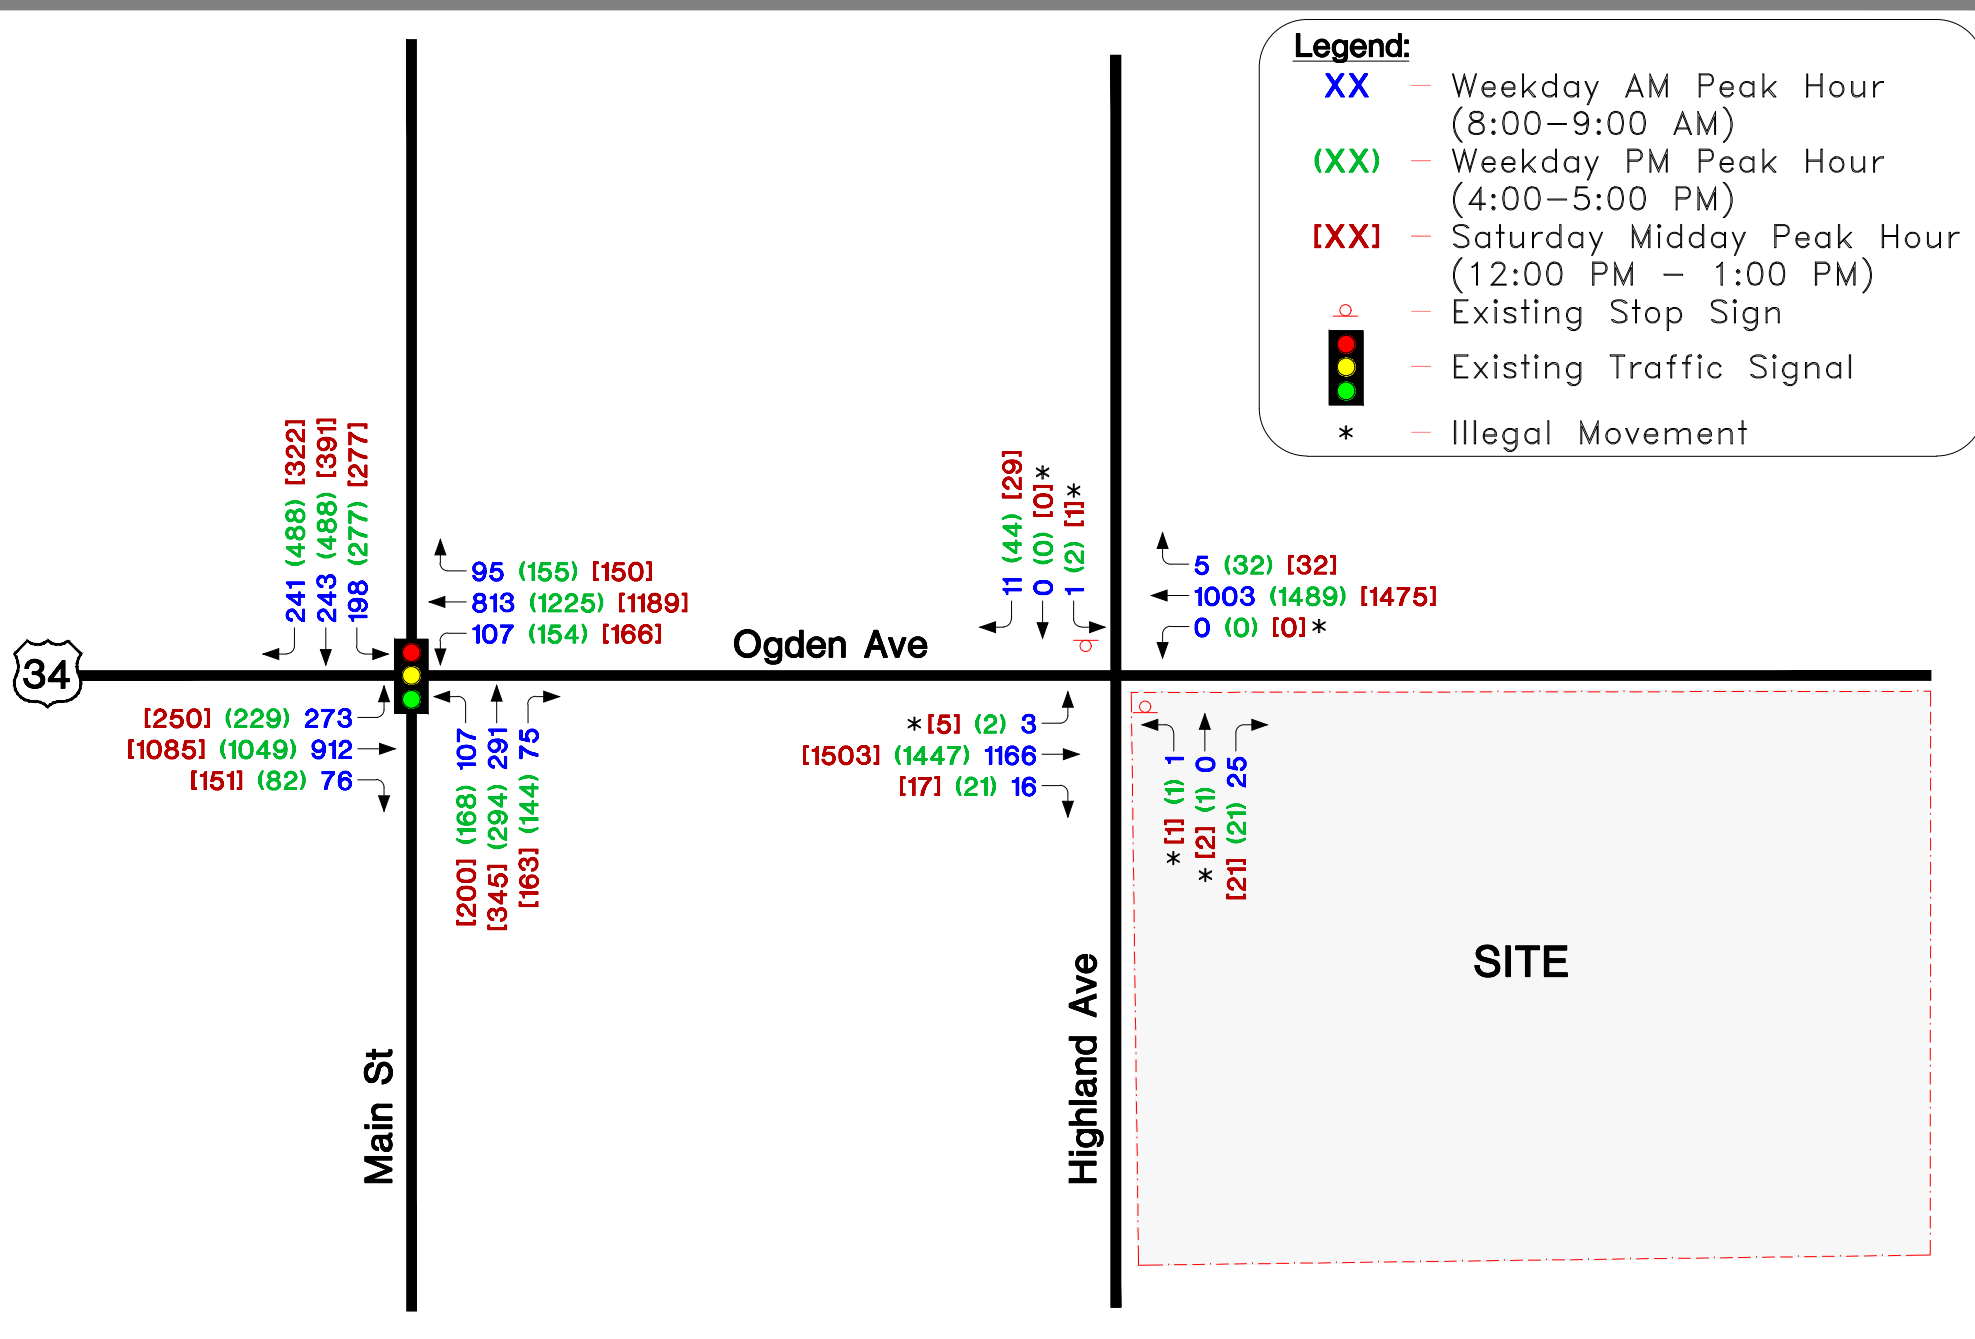 Legend:
XX – Weekday AM Peak Hour
(8:00–9:00 AM)
(XX) – Weekday PM Peak Hour
(4:00–5:00 PM)
[XX] – Saturday Midday Peak Hour
(12:00 PM – 1:00 PM)
– Existing Stop Sign
– Existing Traffic Signal
* – Illegal Movement
241 (488) [322]
243 (488) [391]
198 (277) [277]
95 (155) [150]
813 (1225) [1189]
107 (154) [166]
11 (44) [29]
0 (0) [0]*
1 (2) [1]*
5 (32) [32]
1003 (1489) [1475]
0 (0) [0]*
Ogden Ave
34
[250] (229) 273
[1085] (1049) 912
[151] (82) 76
[200] (168) 107
[345] (294) 291
[163] (144) 75
*[5] (2) 3
[1503] (1447) 1166
[17] (21) 16
*[1] (1) 1
*[2] (1) 0
[21] (21) 25
SITE
Main St
Highland Ave